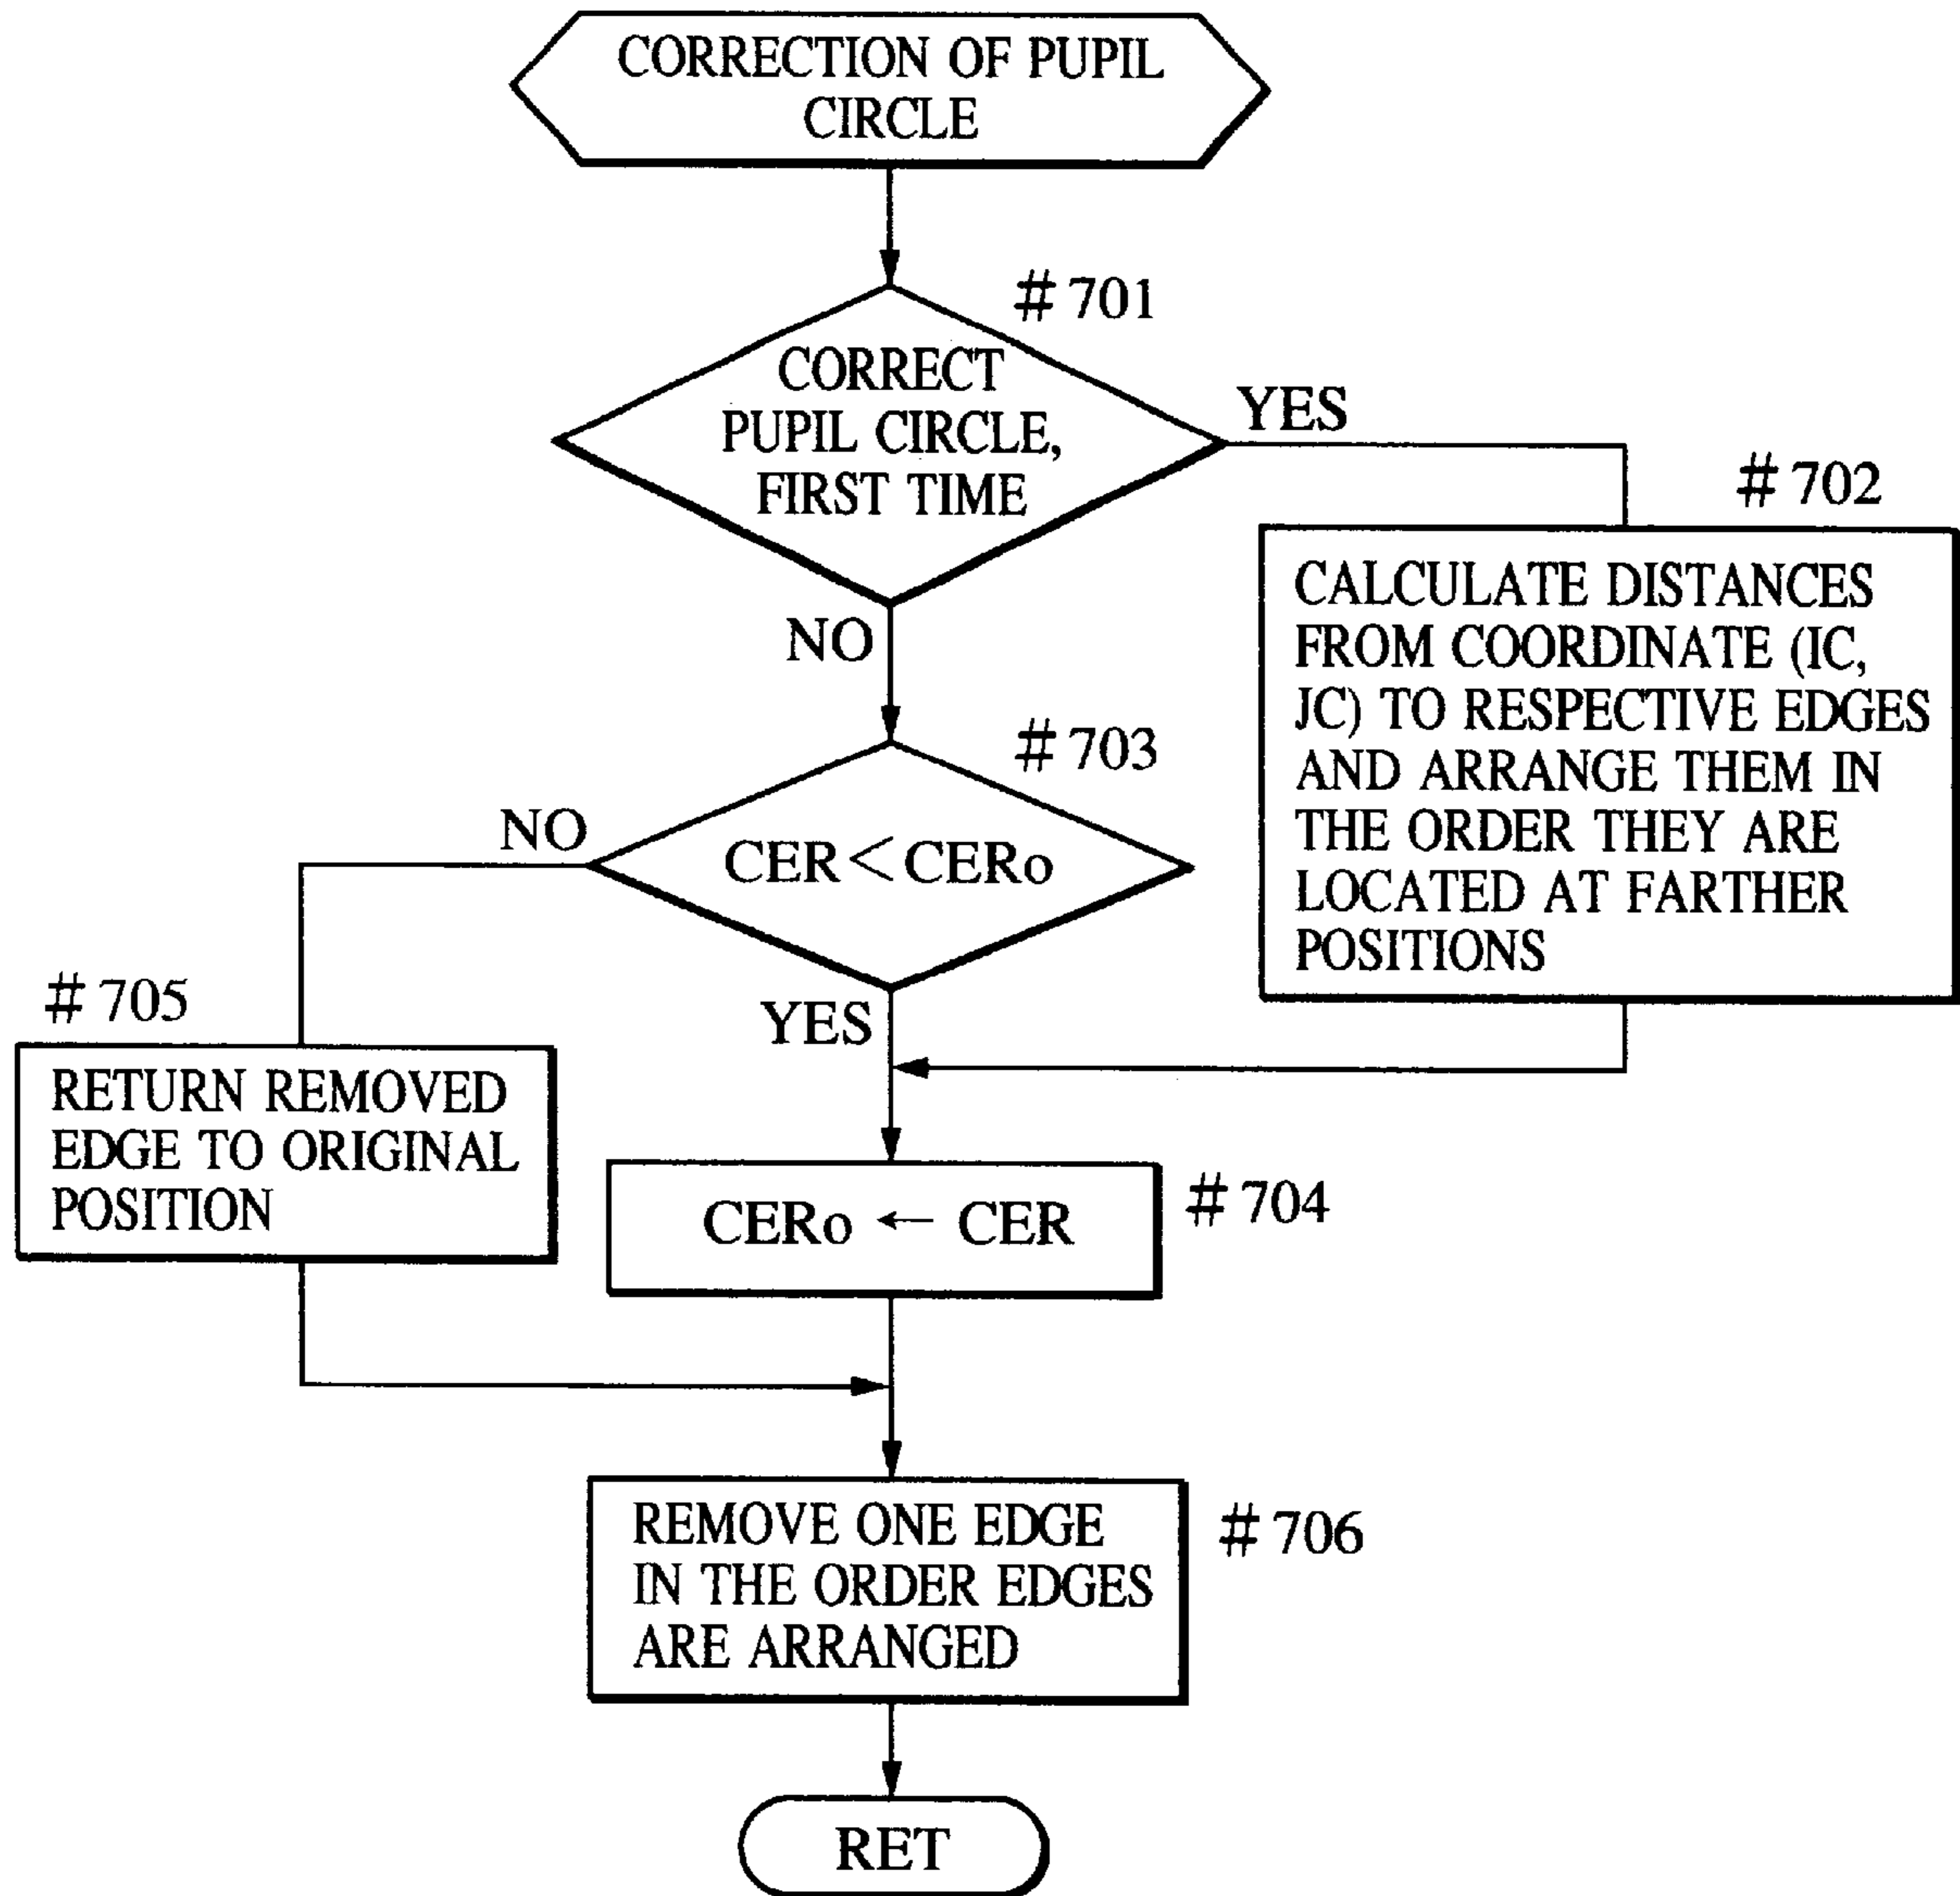 CORRECTION OF PUPIL
CIRCLE
# 701
CORRECT
PUPIL CIRCLE,
FIRST TIME
YES
# 702
CALCULATE DISTANCES
FROM COORDINATE (IC,
JC) TO RESPECTIVE EDGES
AND ARRANGE THEM IN
THE ORDER THEY ARE
LOCATED AT FARTHER
POSITIONS
NO
# 703
CER < CERo
NO
YES
# 705
RETURN REMOVED
EDGE TO ORIGINAL
POSITION
CERo ← CER
# 704
REMOVE ONE EDGE
IN THE ORDER EDGES
ARE ARRANGED
# 706
RET